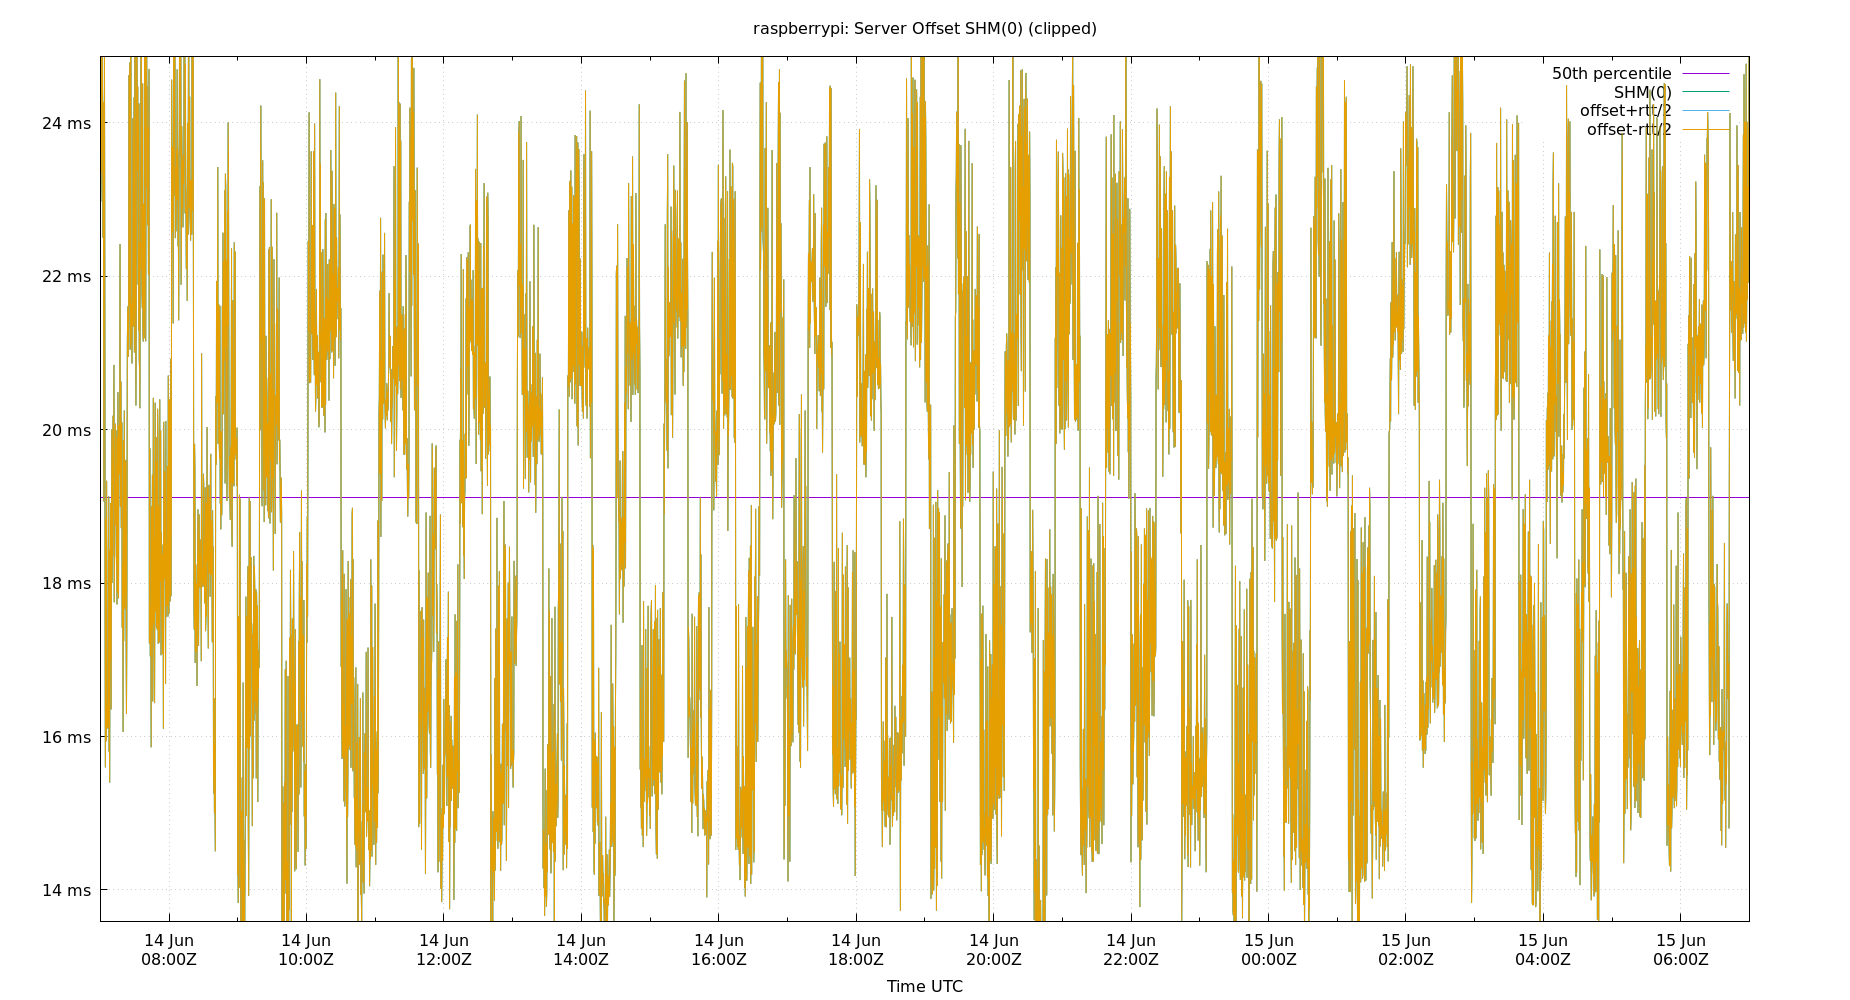 raspberrypi: Server Offset SHM(0) (clipped)
50th percentile
SHM(0)
offset+rtt/2
offset-rtt/2
24 ms
22 ms
20 ms
18 ms
16 ms
14 ms
14 Jun 14 Jun 14 Jun 14 Jun 14 Jun 14 Jun 14 Jun 14 Jun 15 Jun 15 Jun 15 Jun 15 Jun
08:00Z 10:00Z 12:00Z 14:00Z 16:00Z 18:00Z 20:00Z 22:00Z 00:00Z 02:00Z 04:00Z 06:00Z
Time UTC